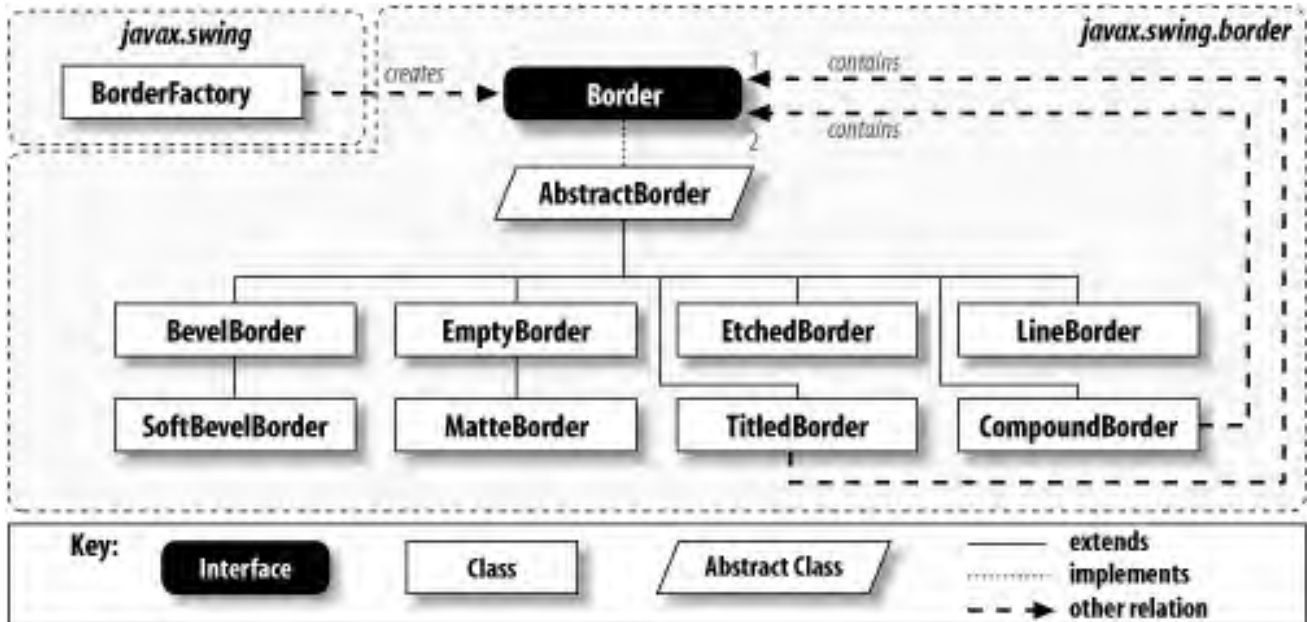 javax.swing
javax.swing.border
BorderFactory
creates
Border
1
contains
2
contains
AbstractBorder
BevelBorder
EmptyBorder
EtchedBorder
LineBorder
SoftBevelBorder
MatteBorder
TitledBorder
CompoundBorder
Key:
Interface
Class
Abstract Class
extends
implements
other relation